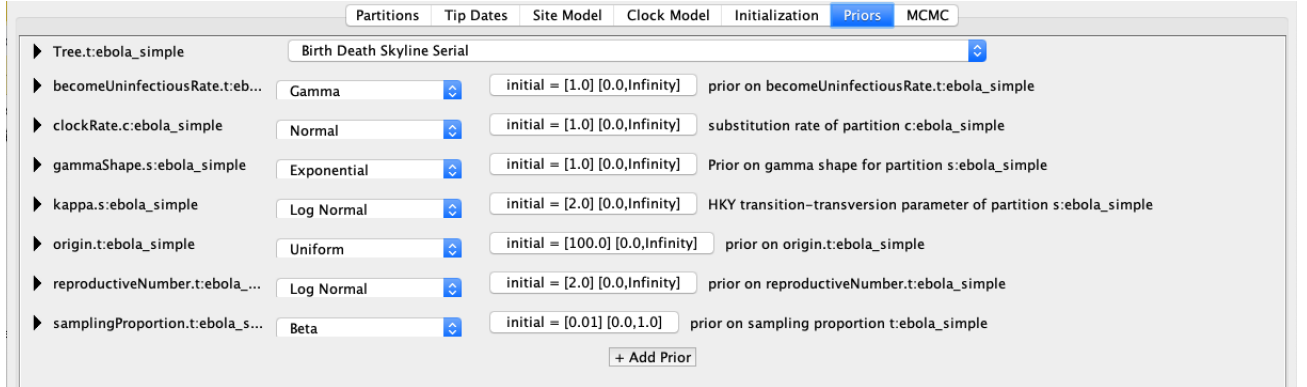 Partitions Tip Dates Site Model Clock Model Initialization Priors MCMC
Tree.t:ebola_simple Birth Death Skyline Serial
becomeUninfectiousRate.t:eb... Gamma initial = [1.0] [0.0,Infinity] prior on becomeUninfectiousRate.t:ebola_simple
clockRate.c:ebola_simple Normal initial = [1.0] [0.0,Infinity] substitution rate of partition c:ebola_simple
gammaShape.s:ebola_simple Exponential initial = [1.0] [0.0,Infinity] Prior on gamma shape for partition s:ebola_simple
kappa.s:ebola_simple Log Normal initial = [2.0] [0.0,Infinity] HKY transition-transversion parameter of partition s:ebola_simple
origin.t:ebola_simple Uniform initial = [100.0] [0.0,Infinity] prior on origin.t:ebola_simple
reproductiveNumber.t:ebola_... Log Normal initial = [2.0] [0.0,Infinity] prior on reproductiveNumber.t:ebola_simple
samplingProportion.t:ebola_s... Beta initial = [0.01] [0.0,1.0] prior on sampling proportion t:ebola_simple
+ Add Prior